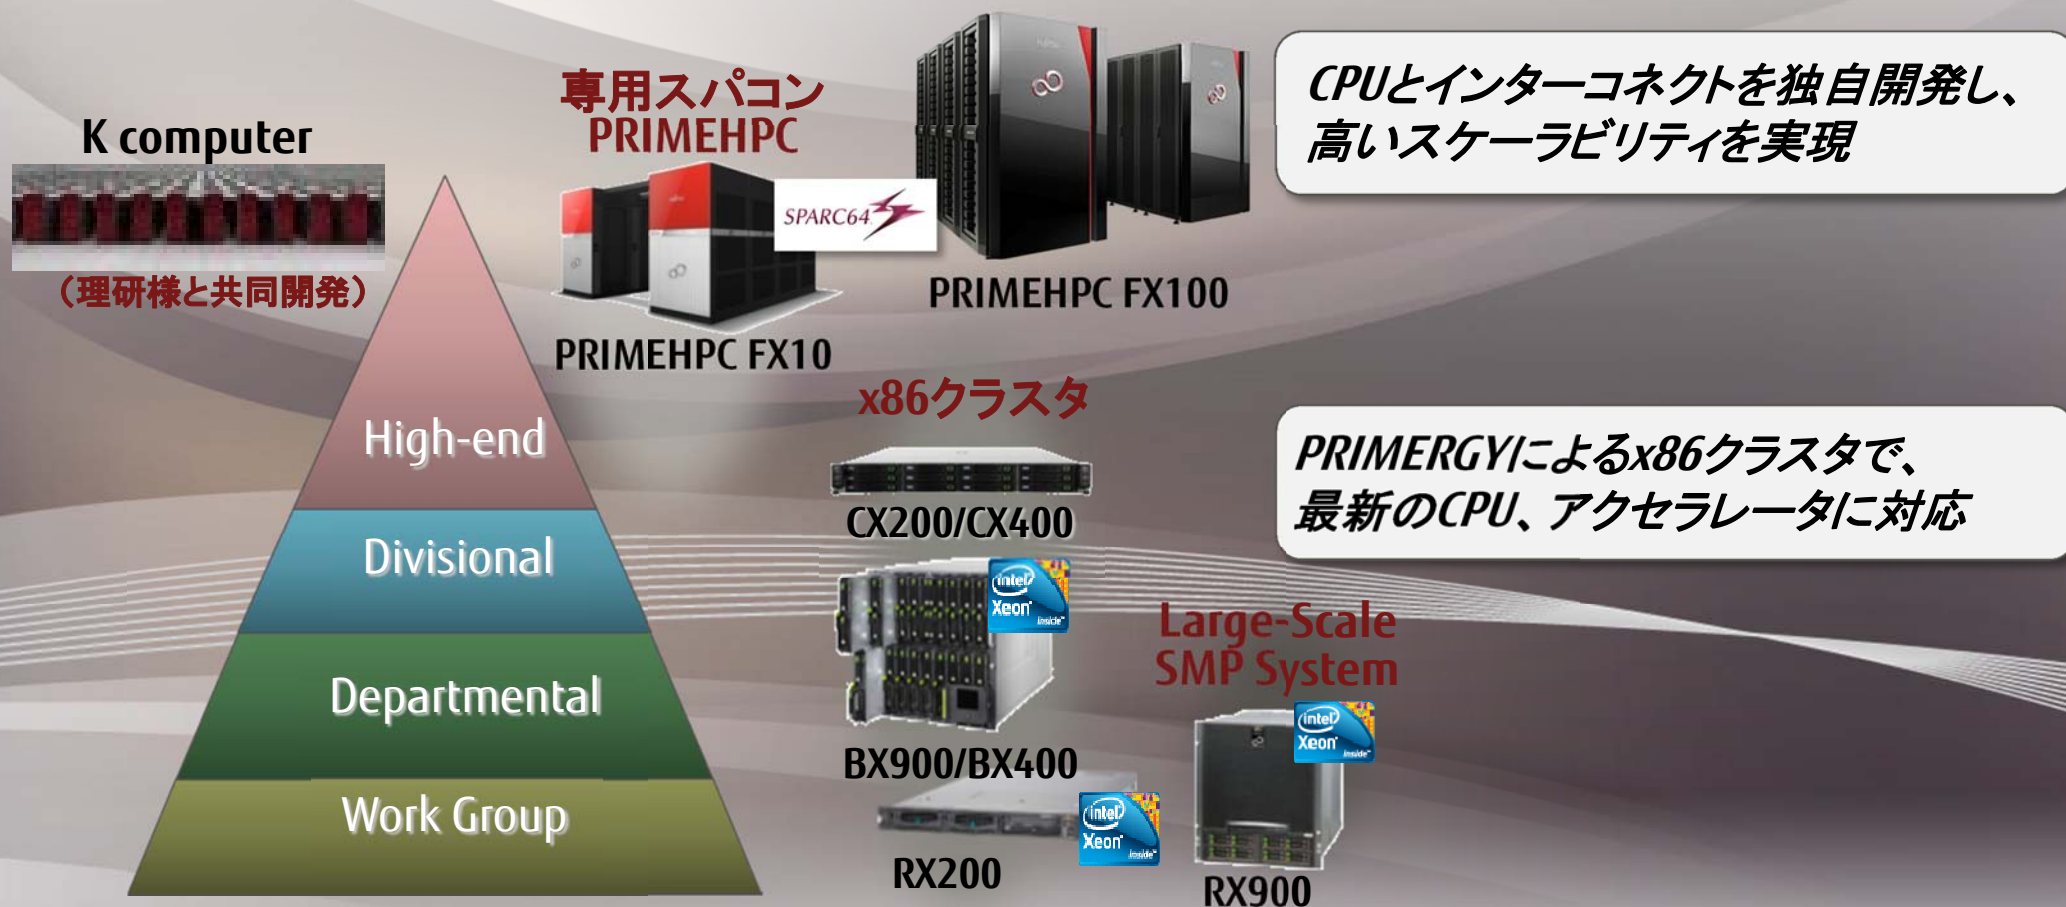 専用スパコン
PRIMEHPC
K computer
(理研様と共同開発)
SPARC64
PRIMEHPC FX100
PRIMEHPC FX10
CPUとインターコネクトを独自開発し、
高いスケーラビリティを実現
High-end
Divisional
Departmental
Work Group
x86クラスタ
CX200/CX400
PRIMERGYによるx86クラスタで、
最新のCPU、アクセラレータに対応
intel
Xeon
inside
BX900/BX400
Large-Scale
SMP System
intel
Xeon
inside
intel
Xeon
inside
RX200
RX900